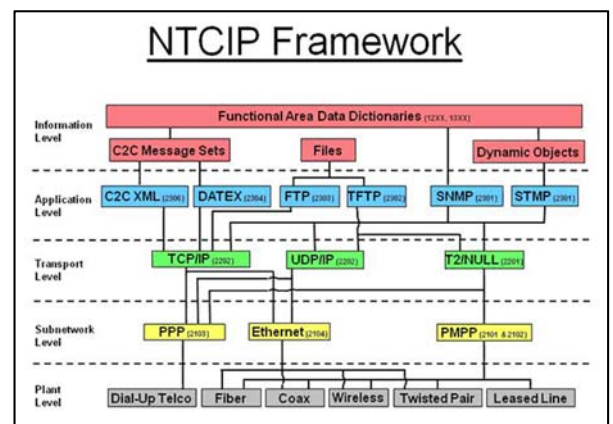 NTCIP Framework
Information Level
Functional Area Data Dictionaries (12XX, 13XX)
C2C Message Sets
Files
Dynamic Objects
Application Level
C2C XML (2306)
DATEX (2304)
FTP (2303)
TFTP (2302)
SNMP (2301)
STMP (2301)
Transport Level
TCP/IP (2202)
UDP/IP (2202)
T2/NULL (2201)
Subnetwork Level
PPP (2103)
Ethernet (2104)
PMPP (2101 & 2102)
Plant Level
Dial-Up Telco
Fiber
Coax
Wireless
Twisted Pair
Leased Line